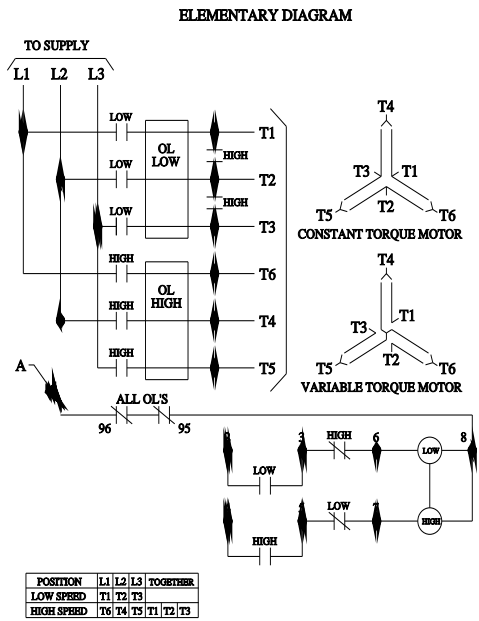 ELEMENTARY DIAGRAM
TO SUPPLY
L1 L2 L3
LOW
OL LOW
T1
HIGH
LOW
T2
HIGH
LOW
T3
HIGH
T6
OL HIGH
HIGH
T4
HIGH
T5
T4
T3 T1
T5 T2 T6
CONSTANT TORQUE MOTOR
T4
T1
T3
T5 T2 T6
VARIABLE TORQUE MOTOR
A
ALL OL'S
96 95
3 HIGH 6 LOW 8
LOW
LOW HIGH
HIGH
POSITION L1 L2 L3 TOGETHER
LOW SPEED T1 T2 T3
HIGH SPEED T6 T4 T5 T1 T2 T3